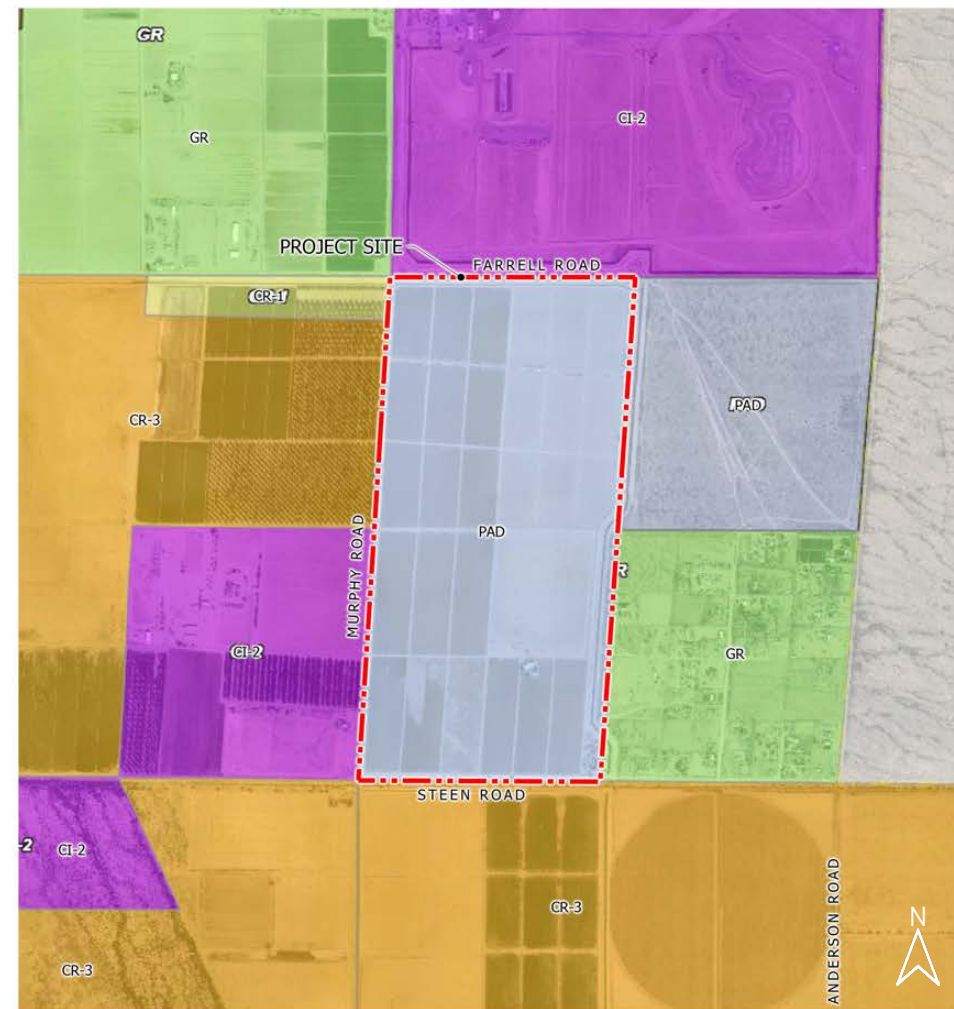 GR
GR
CI-2
PROJECT SITE
FARRELL ROAD
CR-1
PAD
CR-3
PAD
MURPHY ROAD
R
CI-2
GR
STEEN ROAD
-2
CI-2
CR-3
CR-3
ANDERSON ROAD
N